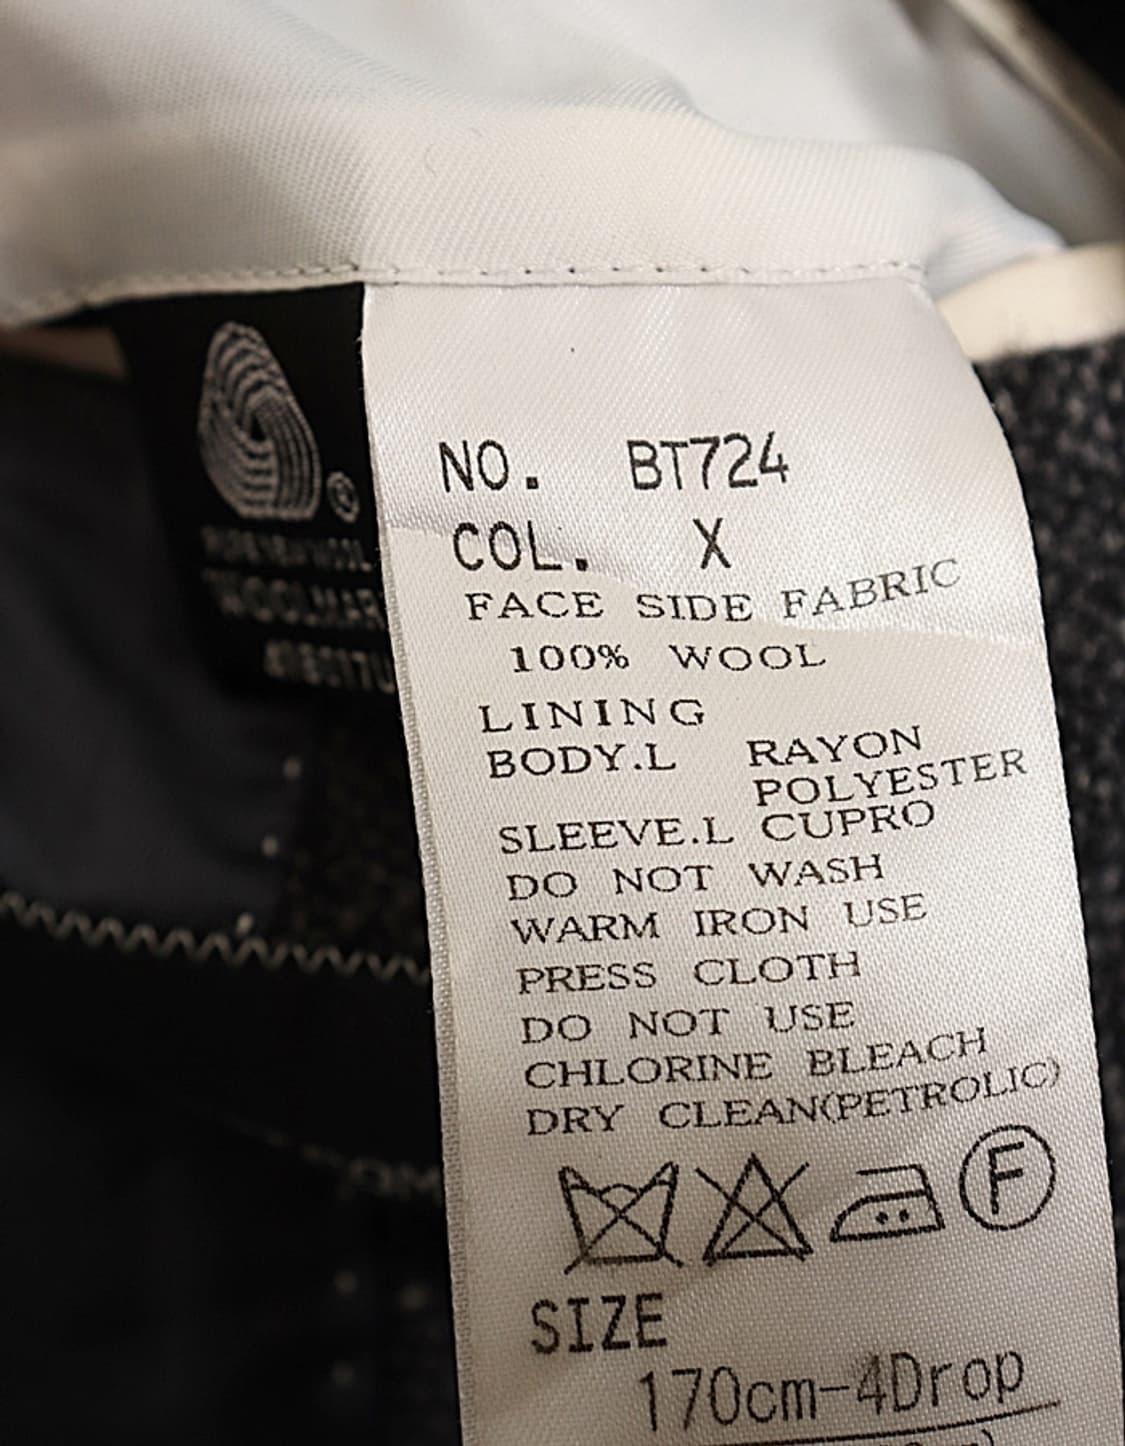 NO. BT724
COL. X
FACE SIDE FABRIC
100% WOOL
LINING
BODY.L RAYON
POLYESTER
SLEEVE.L CUPRO
DO NOT WASH
WARM IRON USE
PRESS CLOTH
DO NOT USE
CHLORINE BLEACH
DRY CLEAN(PETROLIC)
F
SIZE
170cm-4Drop